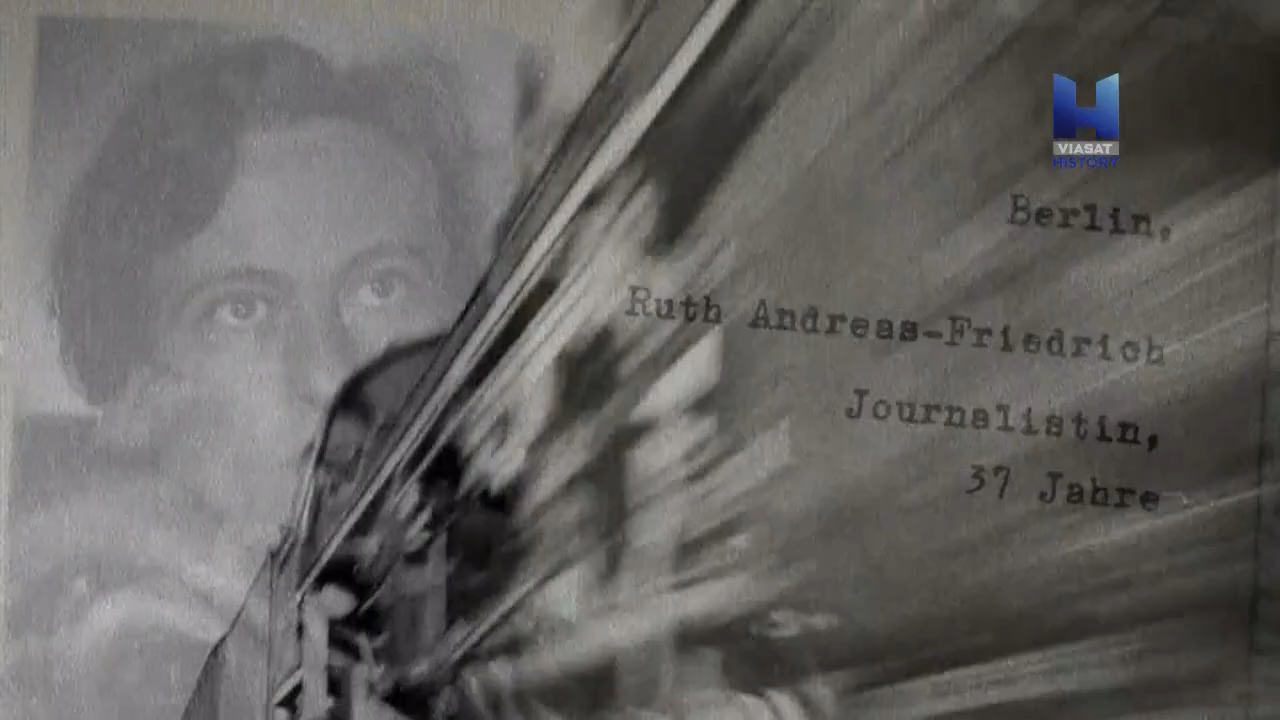 VIASAT
HISTORY
Berlin,
Ruth Andreas-Friedrich
Journalistin,
37 Jahre